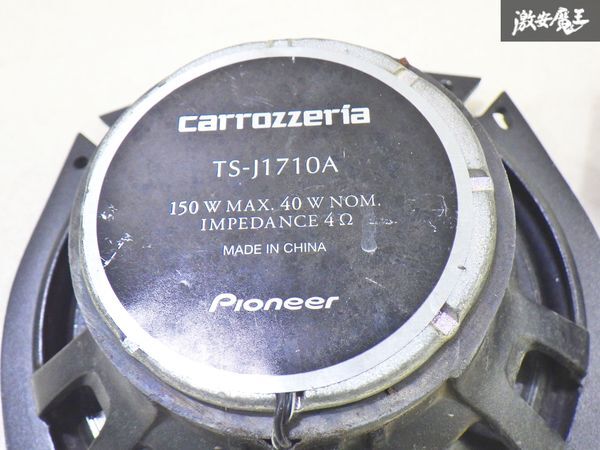 激安魔王
carrozzeria
TS-J1710A
150 W MAX. 40 W NOM.
IMPEDANCE 4 Ω
MADE IN CHINA
Pioneer